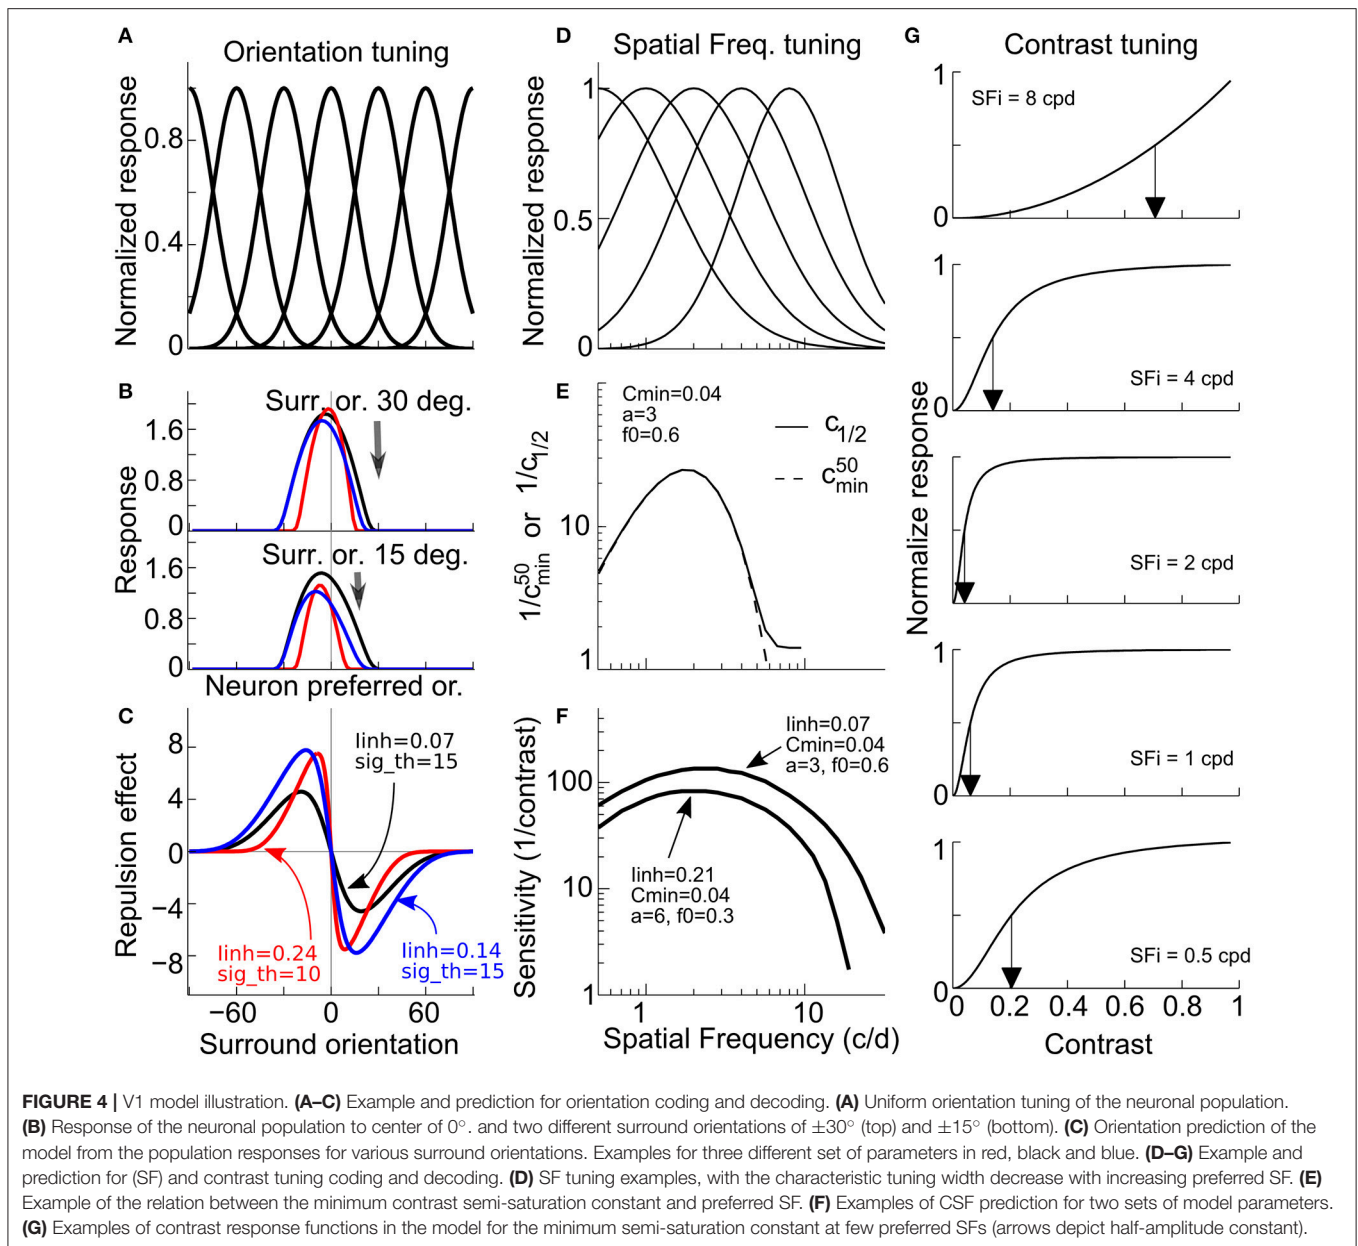 A
Orientation tuning
Normalized response
0.8
0.4
0
B
Surr. or. 30 deg.
1.6
0.8
0
Surr. or. 15 deg.
1.6
0.8
0
Response
Neuron preferred or.
C
8
4
0
−4
−8
Repulsion effect
Iinh=0.07
sig_th=15
Iinh=0.24
sig_th=10
Iinh=0.14
sig_th=15
−60 0 60
Surround orientation
D
Spatial Freq. tuning
Normalized response
1
0.5
0
E
Cmin=0.04
a=3
f0=0.6
c1/2
c50min
1/c50min or 1/c1/2
10
1
F
Sensitivity (1/contrast)
100
10
1
Iinh=0.07
Cmin=0.04
a=3, f0=0.6
Iinh=0.21
Cmin=0.04
a=6, f0=0.3
1 10
Spatial Frequency (c/d)
G
Contrast tuning
Normalize response
1
SFi = 8 cpd
0
1
SFi = 4 cpd
0
SFi = 2 cpd
1
SFi = 1 cpd
0
1
SFi = 0.5 cpd
0
0 0.2 0.4 0.6 0.8 1
Contrast
FIGURE 4 | V1 model illustration. (A–C) Example and prediction for orientation coding and decoding. (A) Uniform orientation tuning of the neuronal population.
(B) Response of the neuronal population to center of 0°. and two different surround orientations of ±30° (top) and ±15° (bottom). (C) Orientation prediction of the
model from the population responses for various surround orientations. Examples for three different set of parameters in red, black and blue. (D–G) Example and
prediction for (SF) and contrast tuning coding and decoding. (D) SF tuning examples, with the characteristic tuning width decrease with increasing preferred SF. (E)
Example of the relation between the minimum contrast semi-saturation constant and preferred SF. (F) Examples of CSF prediction for two sets of model parameters.
(G) Examples of contrast response functions in the model for the minimum semi-saturation constant at few preferred SFs (arrows depict half-amplitude constant).